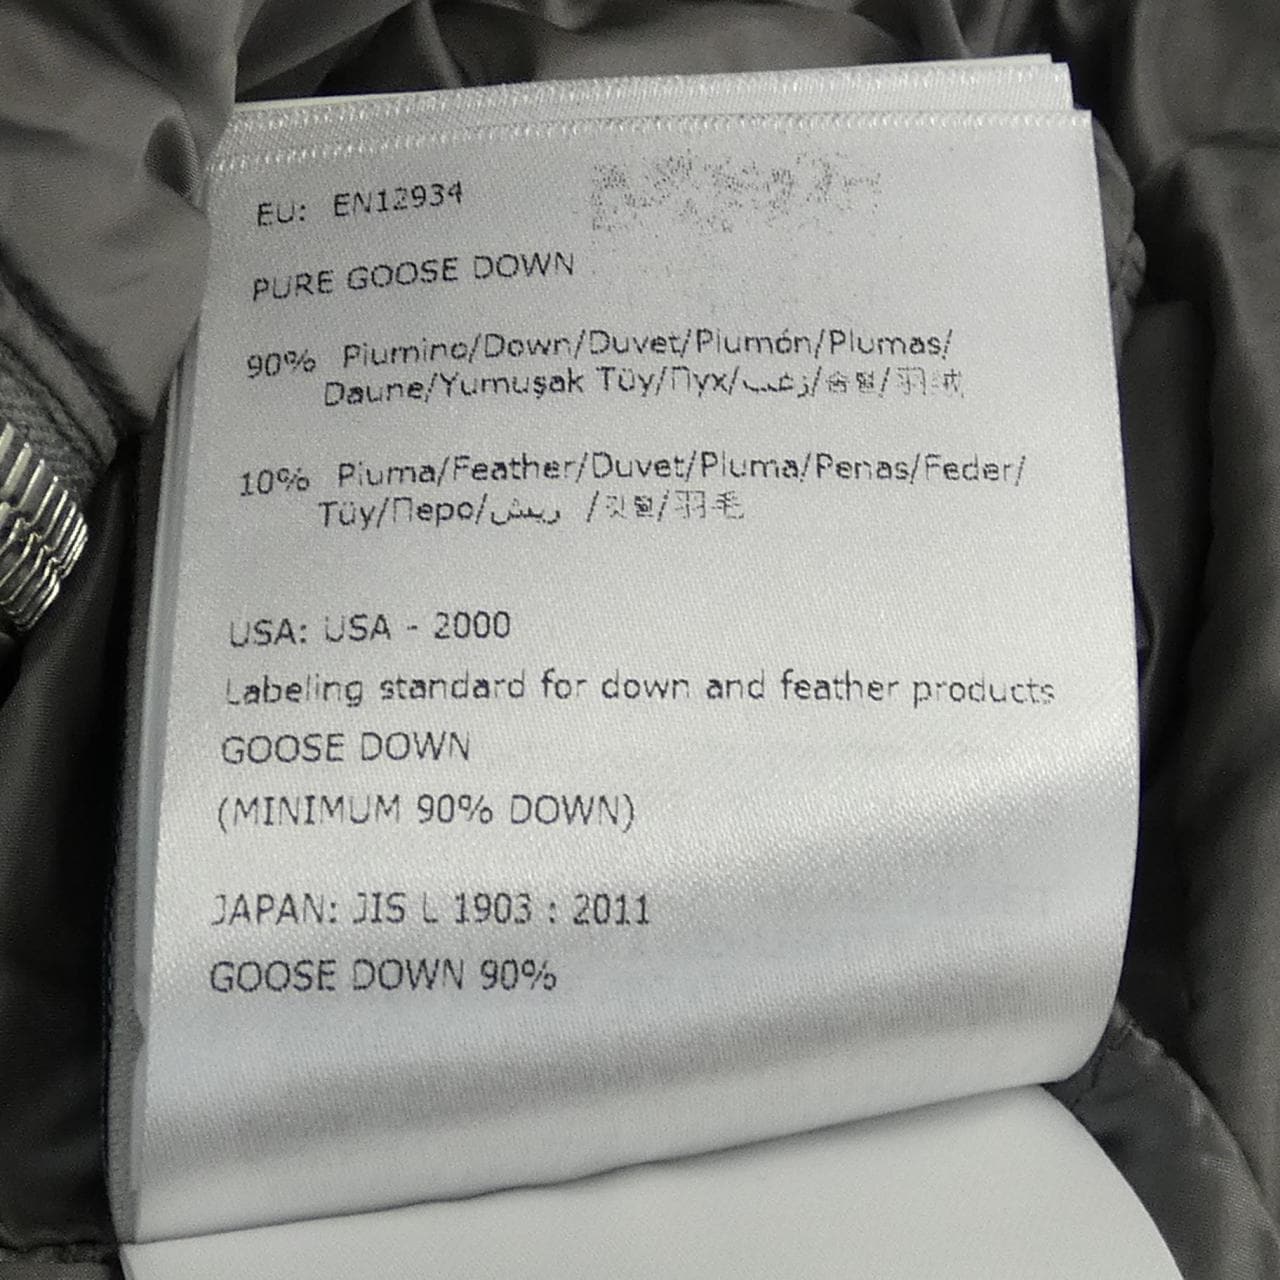 EU: EN12934
PURE GOOSE DOWN
90% Piumino/Down/Duvet/Plumón/Plumas/
Daune/Yumuşak Tüy/Пух/زغب/솜털/羽绒
10% Piuma/Feather/Duvet/Pluma/Penas/Feder/
Tüy/Перо/ريش /깃털/羽毛
USA: USA - 2000
Labeling standard for down and feather products
GOOSE DOWN
(MINIMUM 90% DOWN)
JAPAN: JIS L 1903 : 2011
GOOSE DOWN 90%